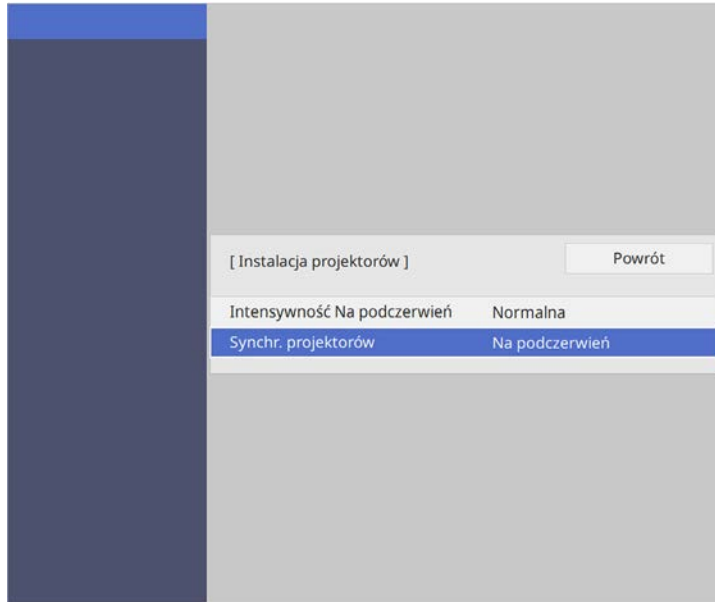 [ Instalacja projektorów ]
Powrót
Intensywność Na podczerwień Normalna
Synchr. projektorów Na podczerwień